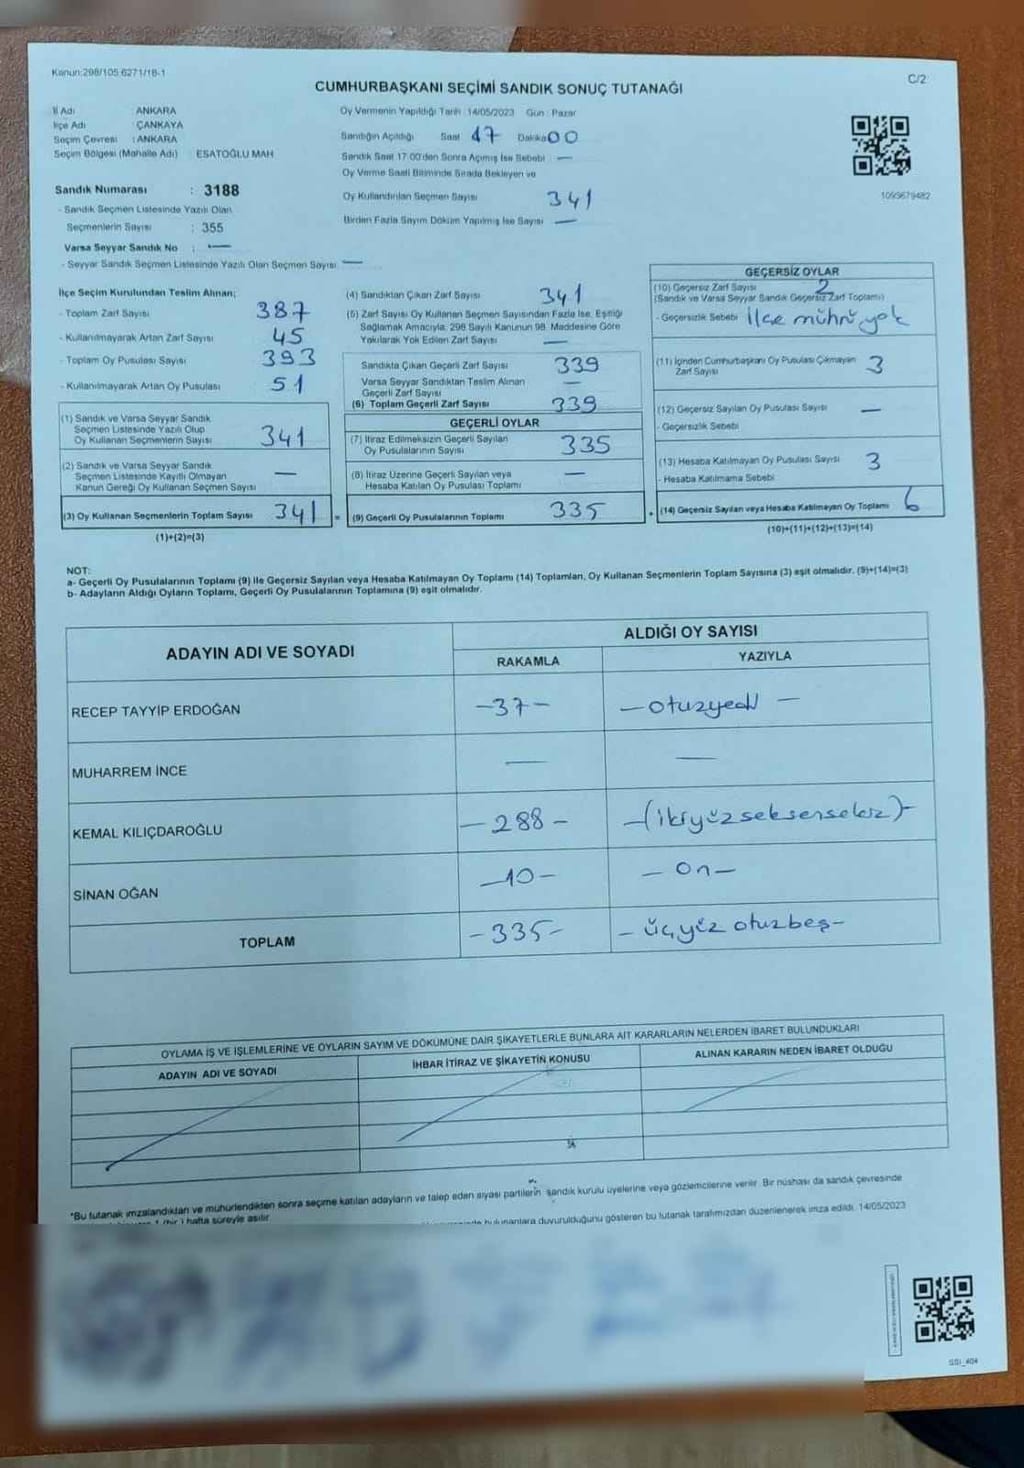 Kanun:298/105 6271/18-1
C/2
CUMHURBAŞKANI SEÇİMİ SANDIK SONUÇ TUTANAĞI
İl Adı : ANKARA
İlçe Adı : ÇANKAYA
Seçim Çevresi : ANKARA
Seçim Bölgesi (Mahalle Adı) : ESATOĞLU MAH
Sandık Numarası : 3188
- Sandık Seçmen Listesinde Yazılı Olan
Seçmenlerin Sayısı : 355
Varsa Seyyar Sandık No : —
- Seyyar Sandık Seçmen Listesinde Yazılı Olan Seçmen Sayısı: —
Oy Vermenin Yapıldığı Tarih : 14/05/2023 Gün : Pazar
Sandığın Açıldığı Saat 17 Dakika 00
Sandık Saat 17.00'den Sonra Açımış İse Sebebi —
Oy Verme Saati Bitiminde Sırada Bekleyen ve
Oy Kullandırılan Seçmen Sayısı 341
Birden Fazla Sayım Döküm Yapılmış İse Sayısı —
1095679482
İlçe Seçim Kurulundan Teslim Alınan;
- Toplam Zarf Sayısı 387
- Kullanılmayarak Artan Zarf Sayısı 45
- Toplam Oy Pusulası Sayısı 393
- Kullanılmayarak Artan Oy Pusulası 51
(1) Sandık ve Varsa Seyyar Sandık
Seçmen Listesinde Yazılı Olup
Oy Kullanan Seçmenlerin Sayısı 341
(2) Sandık ve Varsa Seyyar Sandık
Seçmen Listesinde Kayıtlı Olmayan
Kanun Gereği Oy Kullanan Seçmen Sayısı —
(3) Oy Kullanan Seçmenlerin Toplam Sayısı 341 =
(1)+(2)=(3)
(4) Sandıktan Çıkan Zarf Sayısı 341
(5) Zarf Sayısı Oy Kullanan Seçmen Sayısından Fazla İse, Eşitliği
Sağlamak Amacıyla, 298 Sayılı Kanunun 98. Maddesine Göre
Yakılarak Yok Edilen Zarf Sayısı —
Sandıkta Çıkan Geçerli Zarf Sayısı 339
Varsa Seyyar Sandıktan Teslim Alınan
Geçerli Zarf Sayısı —
(6) Toplam Geçerli Zarf Sayısı 339
GEÇERLİ OYLAR
(7) İtiraz Edilmeksizin Geçerli Sayılan
Oy Pusulalarının Sayısı 335
(8) İtiraz Üzerine Geçerli Sayılan veya
Hesaba Katılan Oy Pusulası Toplamı —
(9) Geçerli Oy Pusulalarının Toplamı 335
GEÇERSİZ OYLAR
(10) Geçersiz Zarf Sayısı 2
(Sandık ve Varsa Seyyar Sandık Geçersiz Zarf Toplamı)
- Geçersizlik Sebebi İlçe mührü yok
(11) İçinden Cumhurbaşkanı Oy Pusulası Çıkmayan
Zarf Sayısı 3
(12) Geçersiz Sayılan Oy Pusulası Sayısı —
- Geçersizlik Sebebi
(13) Hesaba Katılmayan Oy Pusulası Sayısı 3
- Hesaba Katılmama Sebebi
+ (14) Geçersiz Sayılan veya Hesaba Katılmayan Oy Toplamı 6
(10)+(11)+(12)+(13)=(14)
NOT:
a- Geçerli Oy Pusulalarının Toplamı (9) ile Geçersiz Sayılan veya Hesaba Katılmayan Oy Toplamı (14) Toplamları, Oy Kullanan Seçmenlerin Toplam Sayısına (3) eşit olmalıdır. (9)+(14)=(3)
b- Adayların Aldığı Oyların Toplamı, Geçerli Oy Pusulalarının Toplamına (9) eşit olmalıdır.
ADAYIN ADI VE SOYADI
ALDIĞI OY SAYISI
RAKAMLA YAZIYLA
RECEP TAYYİP ERDOĞAN -37- -otuzyedi-
MUHARREM İNCE — —
KEMAL KILIÇDAROĞLU -288- -(ikiyüzseksensekiz)-
SİNAN OĞAN -10- -On-
TOPLAM -335- -üçyüz otuzbeş-
OYLAMA İŞ VE İŞLEMLERİNE VE OYLARIN SAYIM VE DÖKÜMÜNE DAİR ŞİKAYETLERLE BUNLARA AİT KARARLARIN NELERDEN İBARET BULUNDUKLARI
ADAYIN ADI VE SOYADI İHBAR İTİRAZ VE ŞİKAYETİN KONUSU ALINAN KARARIN NEDEN İBARET OLDUĞU
*Bu tutanak imzalandıktan ve mühürlendikten sonra seçime katılan adayların ve talep eden siyasi partilerin sandık kurulu üyelerine veya gözlemcilerine verilir. Bir nüshası da sandık çevresinde
1 (bir) hafta süreyle asılır.
bulunanlara duyurulduğunu gösteren bu tutanak tarafımızdan düzenlenerek imza edildi. 14/05/2023
SSI_404